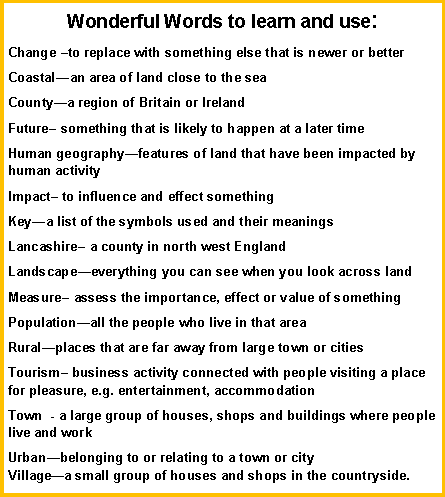 Wonderful Words to learn and use:
Change –to replace with something else that is newer or better
Coastal—an area of land close to the sea
County—a region of Britain or Ireland
Future– something that is likely to happen at a later time
Human geography—features of land that have been impacted by
human activity
Impact– to influence and effect something
Key—a list of the symbols used and their meanings
Lancashire– a county in north west England
Landscape—everything you can see when you look across land
Measure– assess the importance, effect or value of something
Population—all the people who live in that area
Rural—places that are far away from large town or cities
Tourism– business activity connected with people visiting a place
for pleasure, e.g. entertainment, accommodation
Town  - a large group of houses, shops and buildings where people
live and work
Urban—belonging to or relating to a town or city
Village—a small group of houses and shops in the countryside.